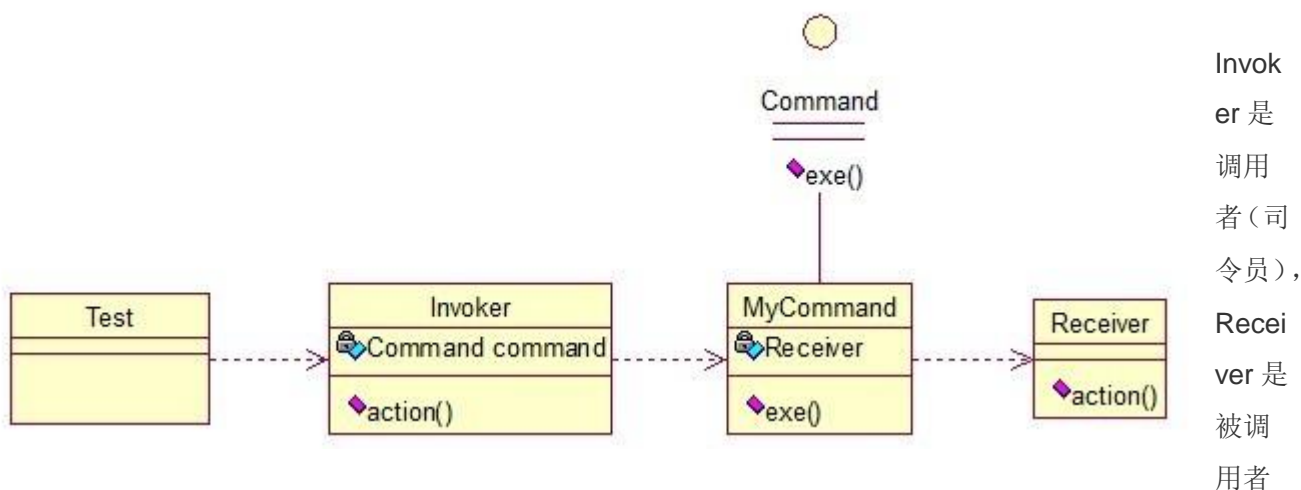 Command
exe()
Test
Invoker
Command command
action()
MyCommand
Receiver
exe()
Receiver
action()
Invok
er 是
调用
者（司
令员），
Recei
ver 是
被调
用者